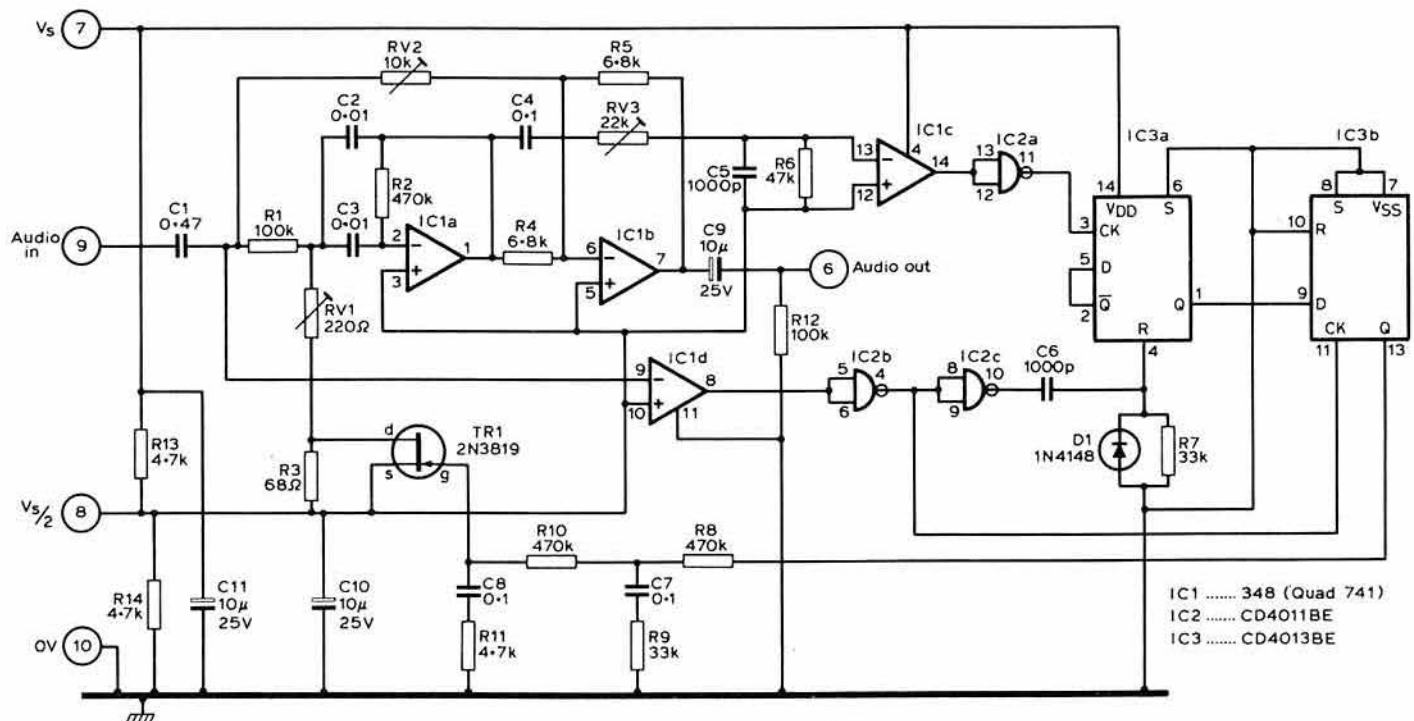 Vs 7
Audio in 9
Vs/2 8
0V 10
C1 0·47
R1 100k
RV2 10k
C2 0·01
R2 470k
C3 0·01
RV1 220Ω
R3 68Ω
R13 4·7k
R14 4·7k
C11 10µ 25V
C10 10µ 25V
C4 0·1
RV3 22k
R5 6·8k
IC1a
2
3
1
R4 6·8k
IC1b
6
5
7
C9 10µ 25V
6 Audio out
R12 100k
C5 1000p
R6 47k
IC1c
13
12
4
14
IC2a
13
12
11
IC1d
9
10
8
11
TR1 2N3819
d
s
g
R10 470k
R8 470k
C8 0·1
R11 4·7k
C7 0·1
R9 33k
IC2b
5
6
4
IC2c
8
9
10
C6 1000p
D1 1N4148
R7 33k
IC3a
14
6
VDD
S
3
CK
5
D
2
Q̅
Q
1
R
4
IC3b
8
7
S
VSS
10
R
9
D
CK
Q
11
13
IC1 ...... 348 (Quad 741)
IC2 ...... CD4011BE
IC3 ...... CD4013BE